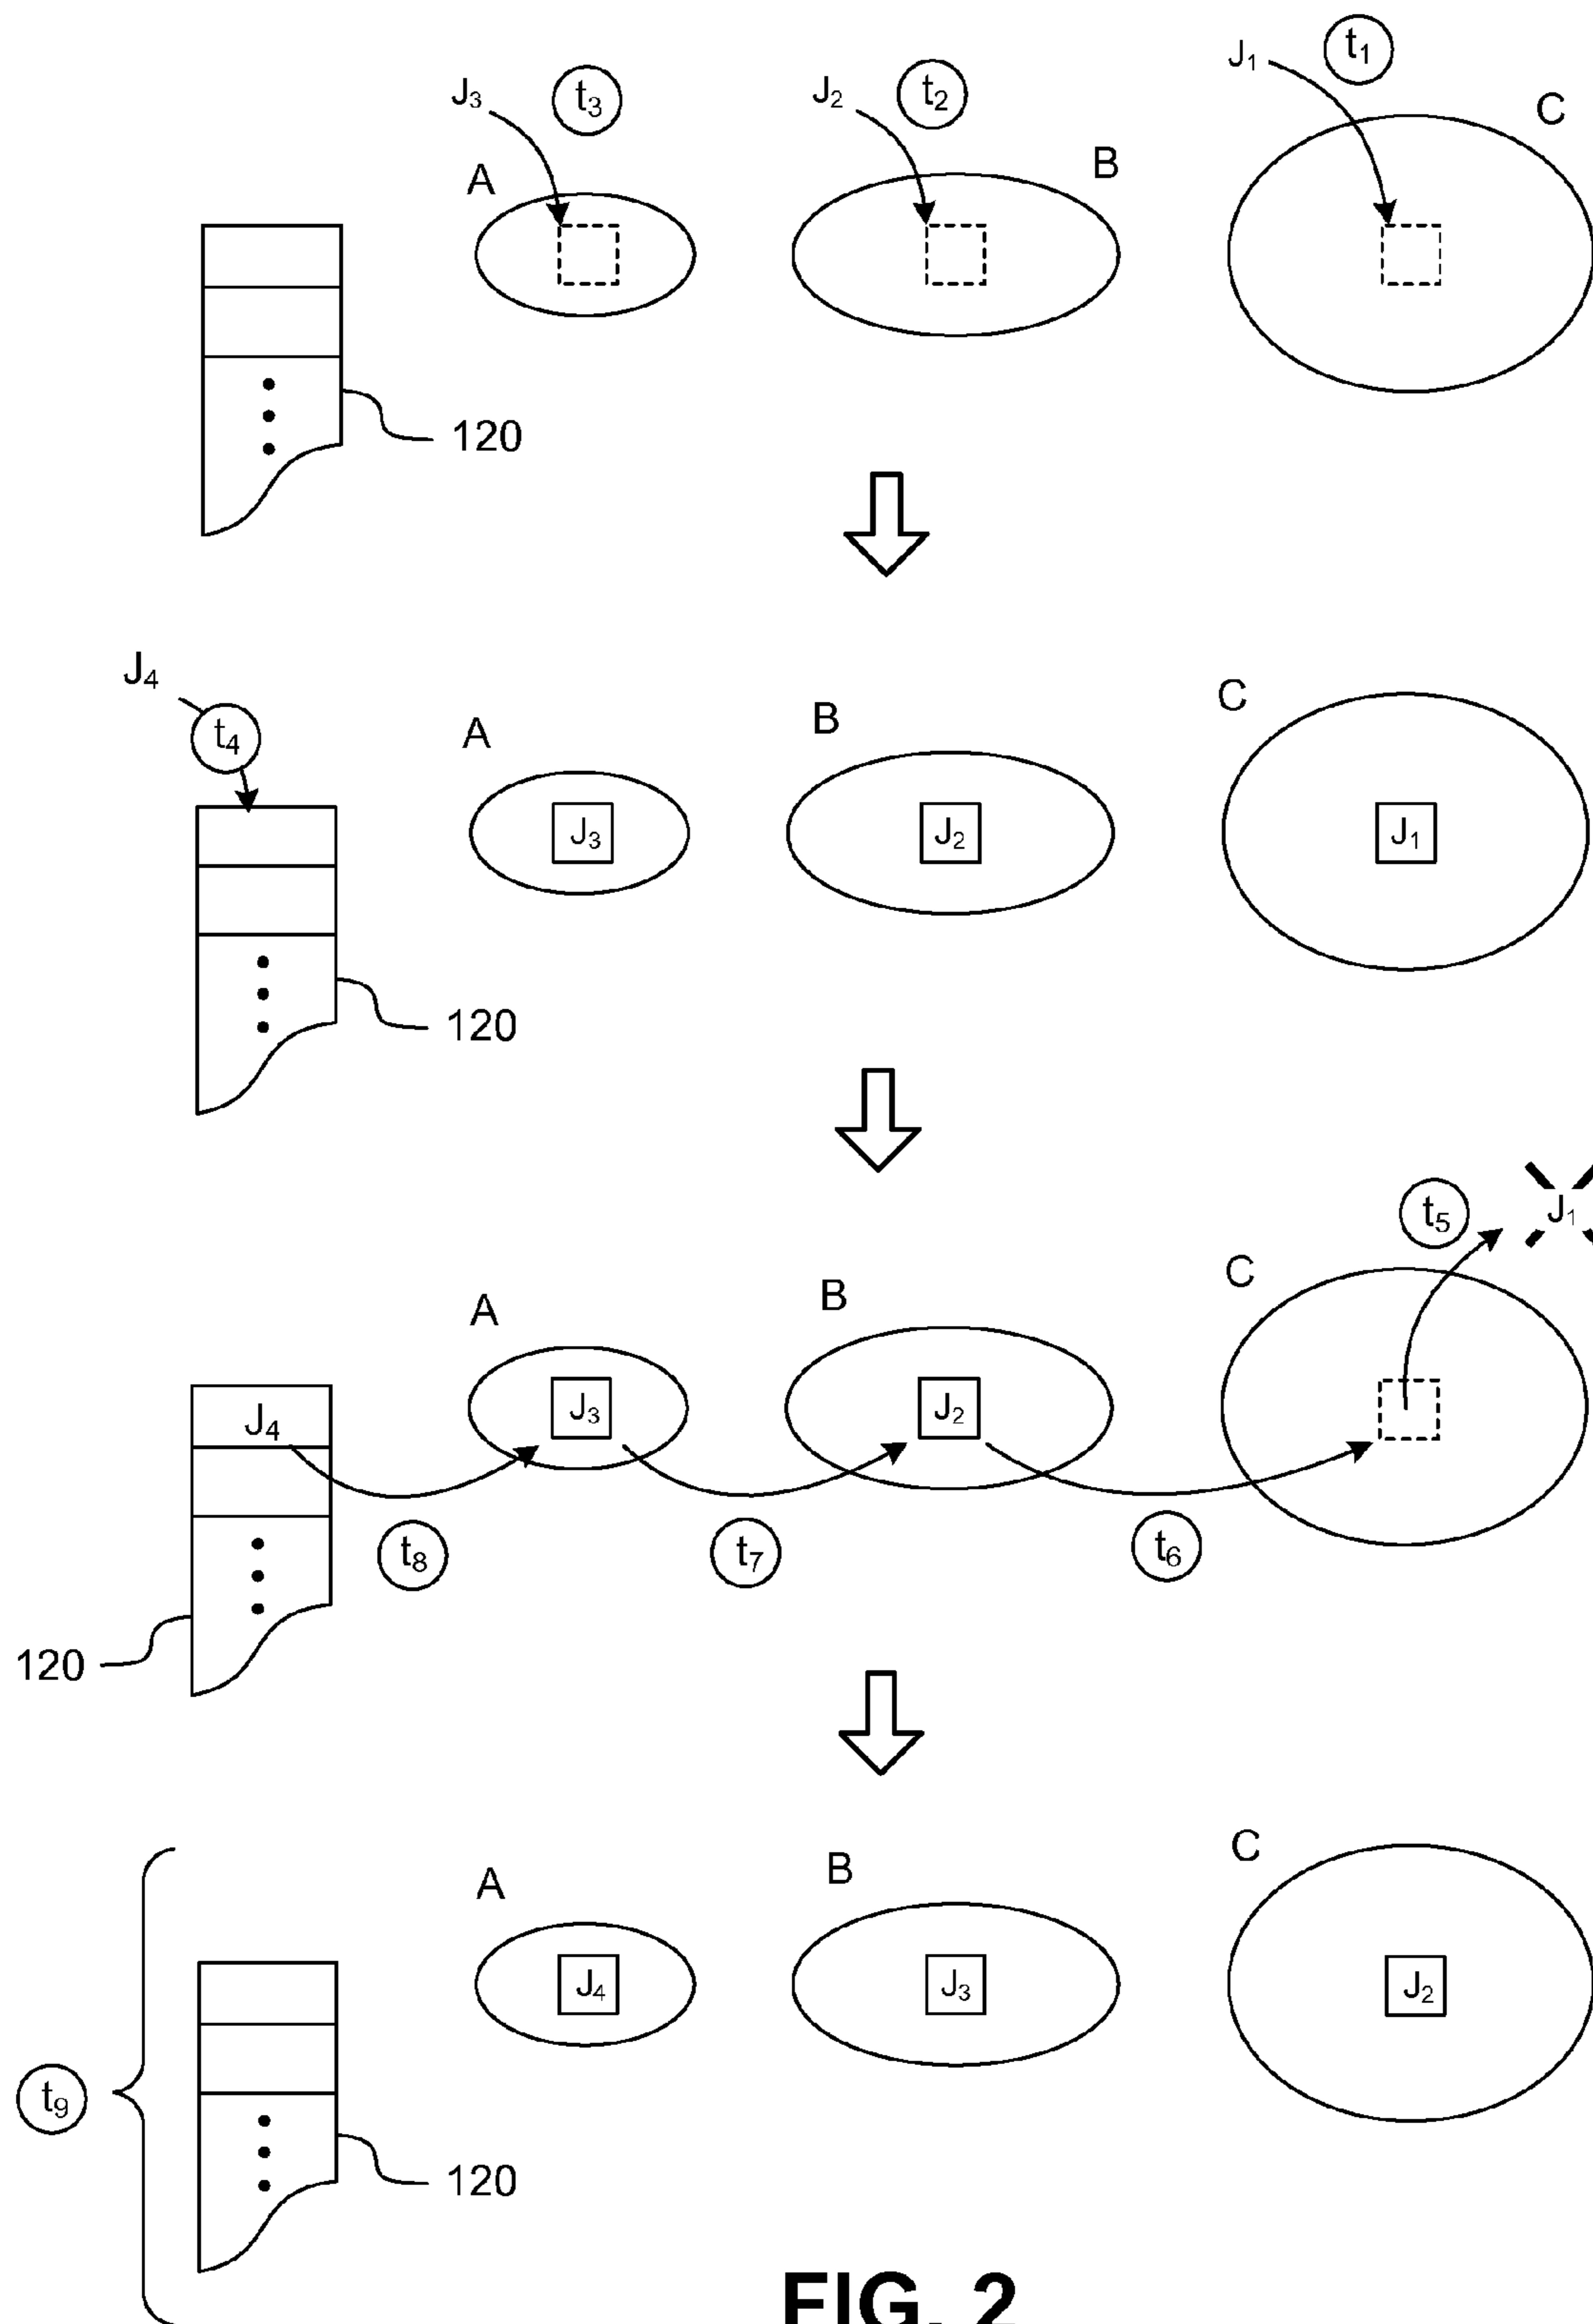 J₃ t₃ J₂ t₂ J₁ t₁
A B C
120
J₄ t₄ A B C
J₃ J₂ J₁
120
t₅ J₁
A B C
J₄ J₃ J₂
t₈ t₇ t₆
120
A B C
J₄ J₃ J₂
t₉
120
FIG. 2